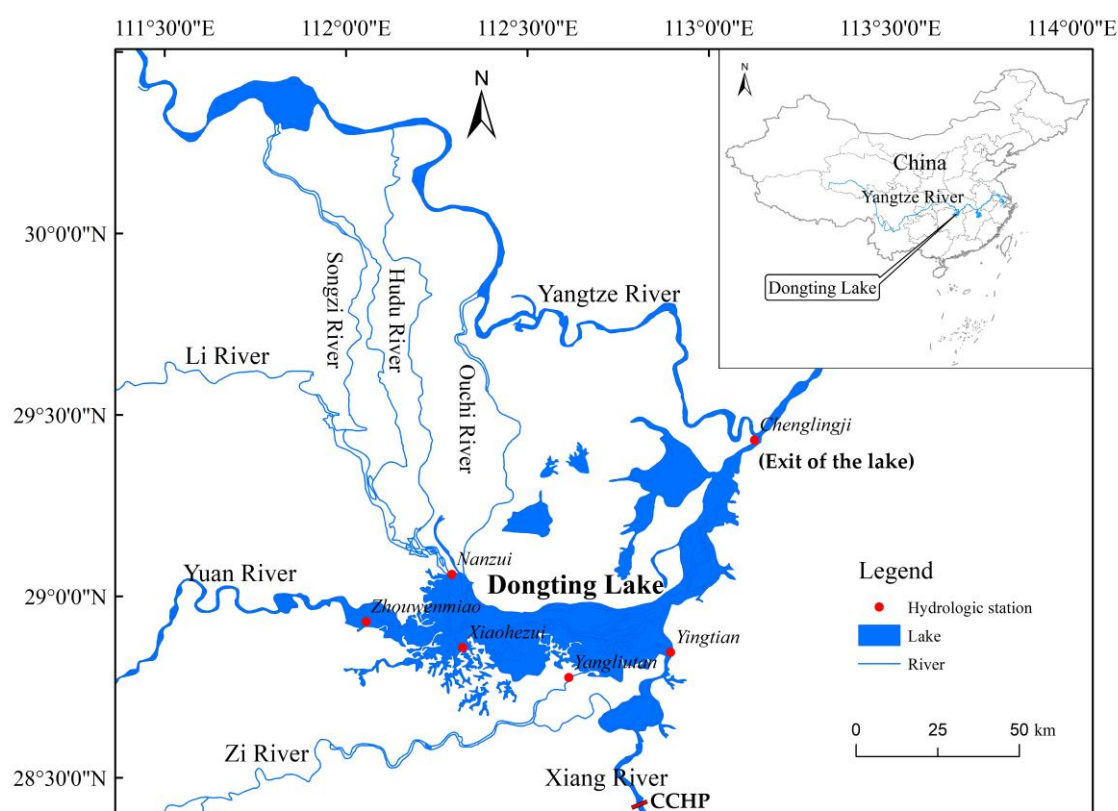 111°30'0"E
112°0'0"E
112°30'0"E
113°0'0"E
113°30'0"E
114°0'0"E
N
N
China
Yangtze River
Dongting Lake
30°0'0"N
29°30'0"N
29°0'0"N
28°30'0"N
Songzi River
Hudu River
Ouchi River
Yangtze River
Li River
Chenglingji
(Exit of the lake)
Nanzui
Yuan River
Dongting Lake
Zhouwenmiao
Xiaohezui
Yingtian
Yangliutan
Zi River
Xiang River
CCHP
Legend
Hydrologic station
Lake
River
0 25 50 km